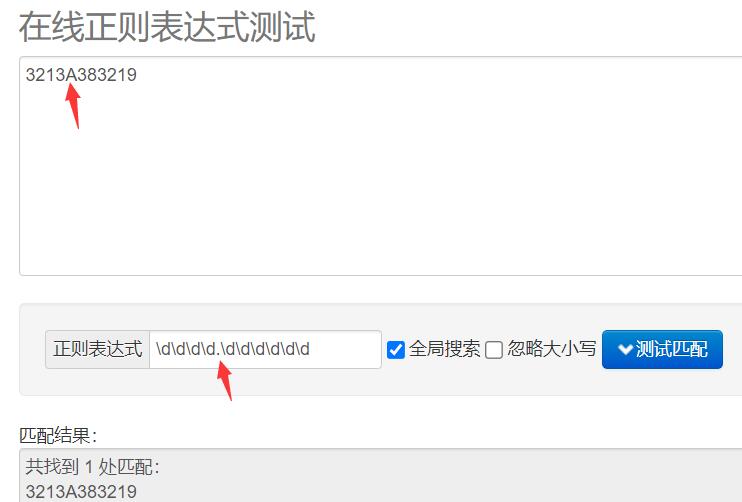 在线正则表达式测试
3213A383219
正则表达式 \d\d\d\d.\d\d\d\d\d\d 全局搜索 忽略大小写 测试匹配
匹配结果：
共找到 1 处匹配：
3213A383219